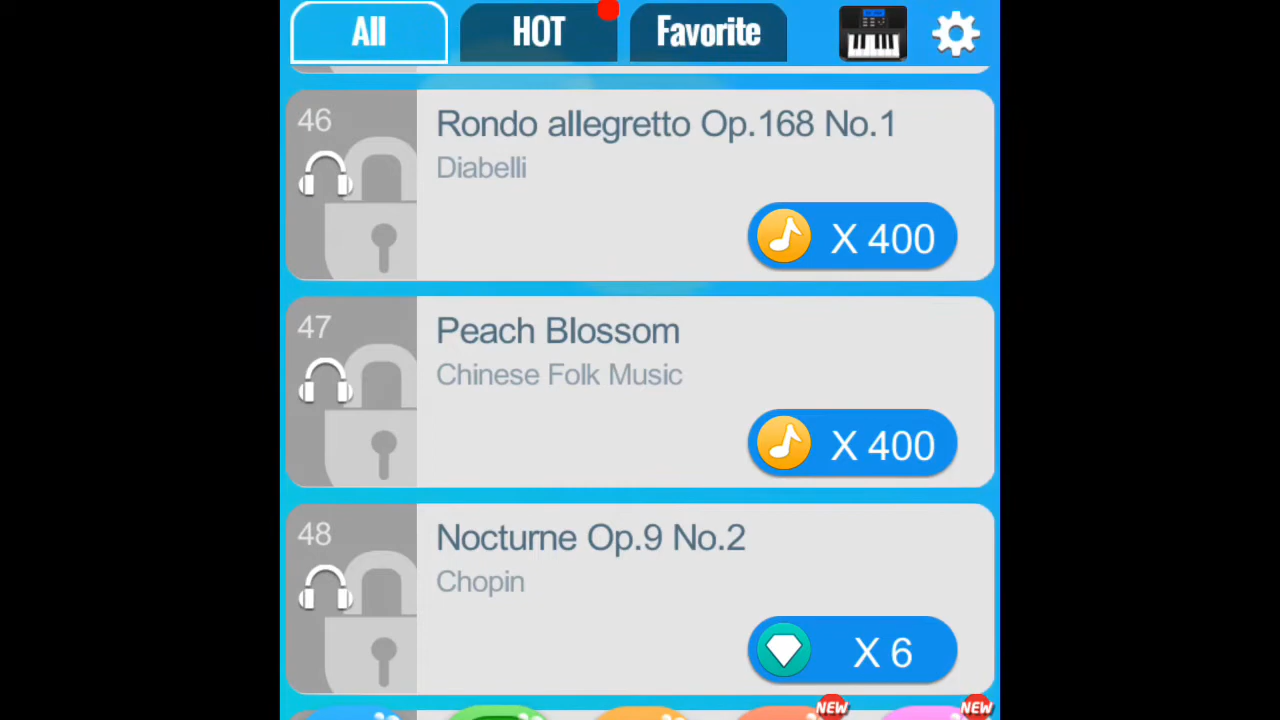 All HOT Favorite
46
Rondo allegretto Op.168 No.1
Diabelli
X 400
47
Peach Blossom
Chinese Folk Music
X 400
48
Nocturne Op.9 No.2
Chopin
X 6
NEW NEW